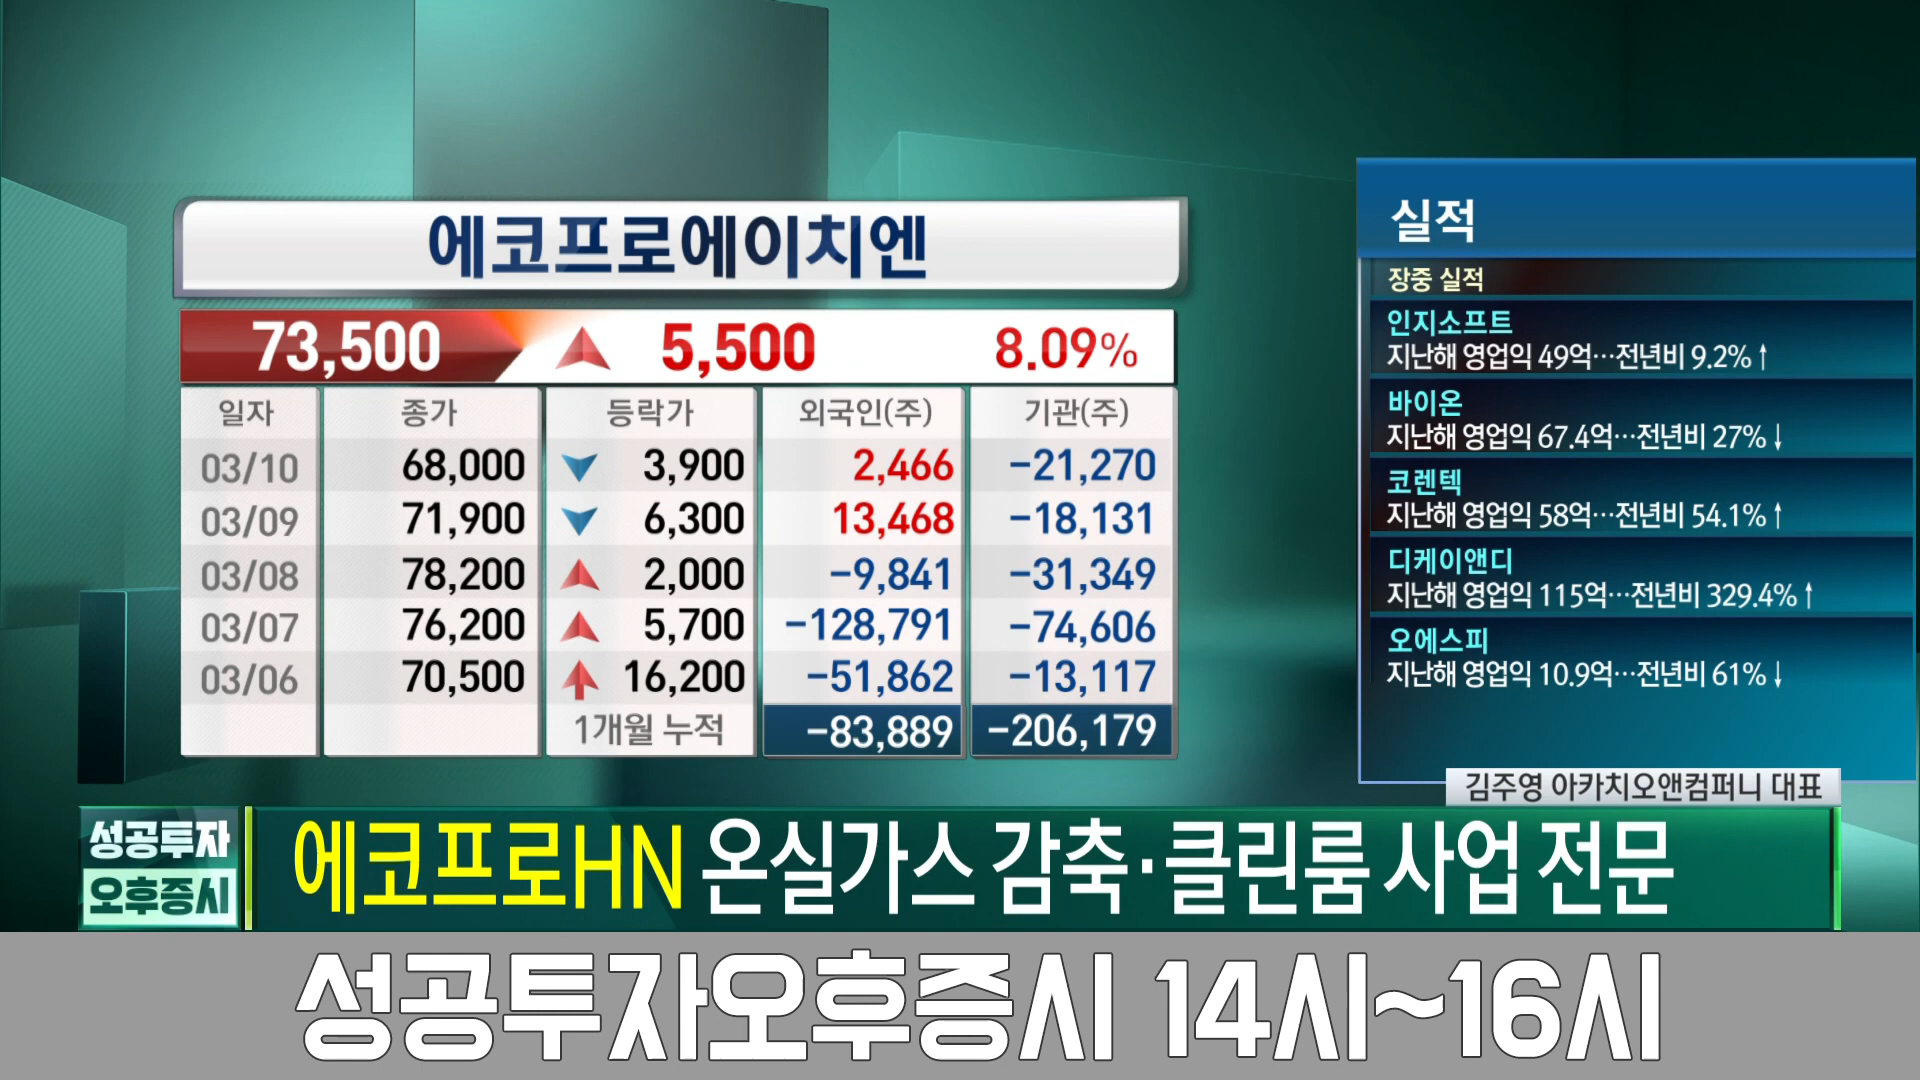 에코프로에이치엔
73,500 5,500 8.09%
일자 종가 등락가 외국인(주) 기관(주)
03/10 68,000 3,900 2,466 -21,270
03/09 71,900 6,300 13,468 -18,131
03/08 78,200 2,000 -9,841 -31,349
03/07 76,200 5,700 -128,791 -74,606
03/06 70,500 16,200 -51,862 -13,117
1개월 누적 -83,889 -206,179
실적
장중 실적
인지소프트
지난해 영업익 49억…전년비 9.2%↑
바이온
지난해 영업익 67.4억…전년비 27%↓
코렌텍
지난해 영업익 58억…전년비 54.1%↑
디케이앤디
지난해 영업익 115억…전년비 329.4%↑
오에스피
지난해 영업익 10.9억…전년비 61%↓
김주영 아카치오앤컴퍼니 대표
성공투자
오후증시
에코프로HN 온실가스 감축·클린룸 사업 전문
성공투자오후증시 14시~16시